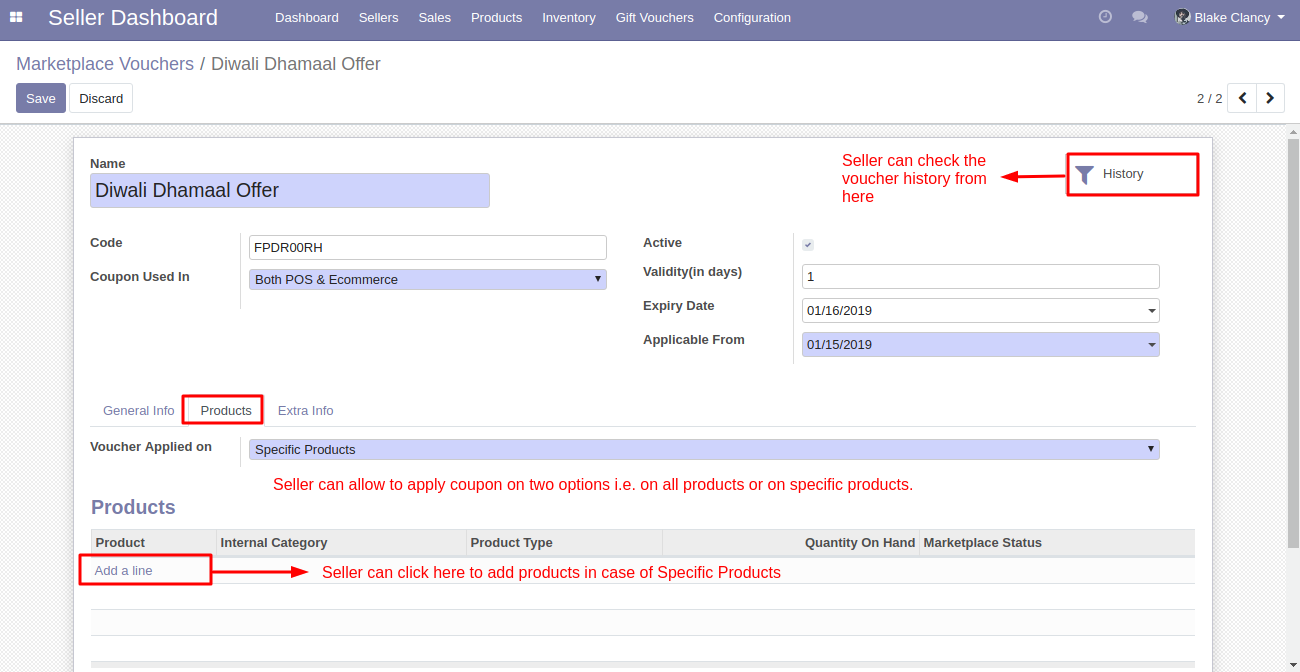 Seller Dashboard Dashboard Sellers Sales Products Inventory Gift Vouchers Configuration Blake Clancy
Marketplace Vouchers / Diwali Dhamaal Offer
Save Discard 2 / 2
Name
Diwali Dhamaal Offer
Seller can check the
voucher history from
here
History
Code FPDR00RH
Coupon Used In Both POS & Ecommerce
Active
Validity(in days) 1
Expiry Date 01/16/2019
Applicable From 01/15/2019
General Info Products Extra Info
Voucher Applied on Specific Products
Seller can allow to apply coupon on two options i.e. on all products or on specific products.
Products
Product Internal Category Product Type Quantity On Hand Marketplace Status
Add a line Seller can click here to add products in case of Specific Products